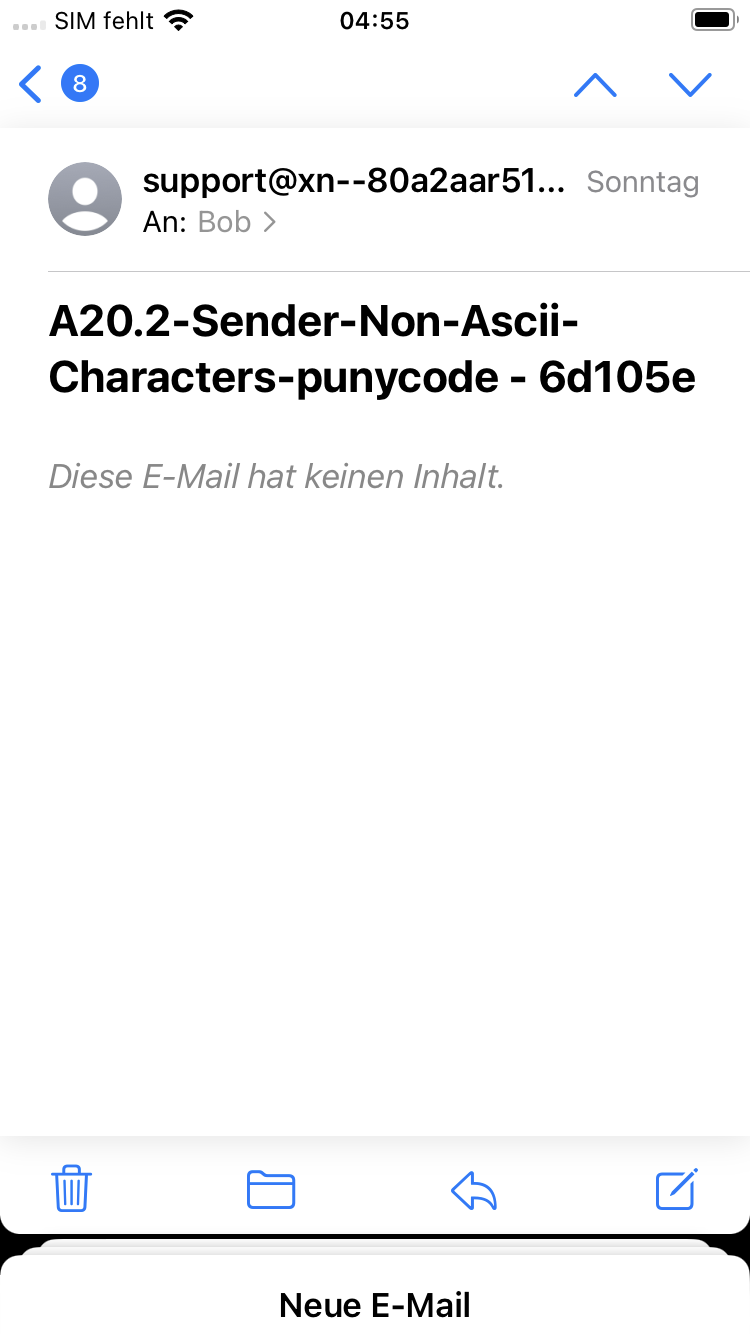 SIM fehlt 04:55
8
support@xn--80a2aar51... Sonntag
An: Bob
A20.2-Sender-Non-Ascii-
Characters-punycode - 6d105e
Diese E-Mail hat keinen Inhalt.
Neue E-Mail